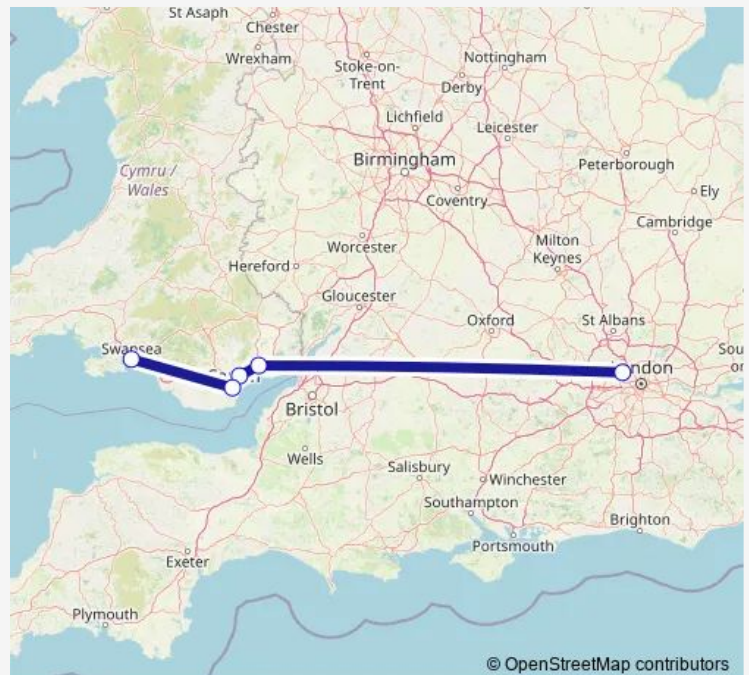 St Asaph
Chester
Wrexham
Stoke-on-
Trent
Nottingham
Derby
Lichfield
Leicester
Birmingham
Peterborough
Cymru /
Wales
Coventry
Ely
Cambridge
Worcester
Milton
Keynes
Hereford
Gloucester
Oxford
St Albans
Swansea
Bristol
Wells
Salisbury
Winchester
Southampton
Brighton
Portsmouth
Exeter
Plymouth
© OpenStreetMap contributors